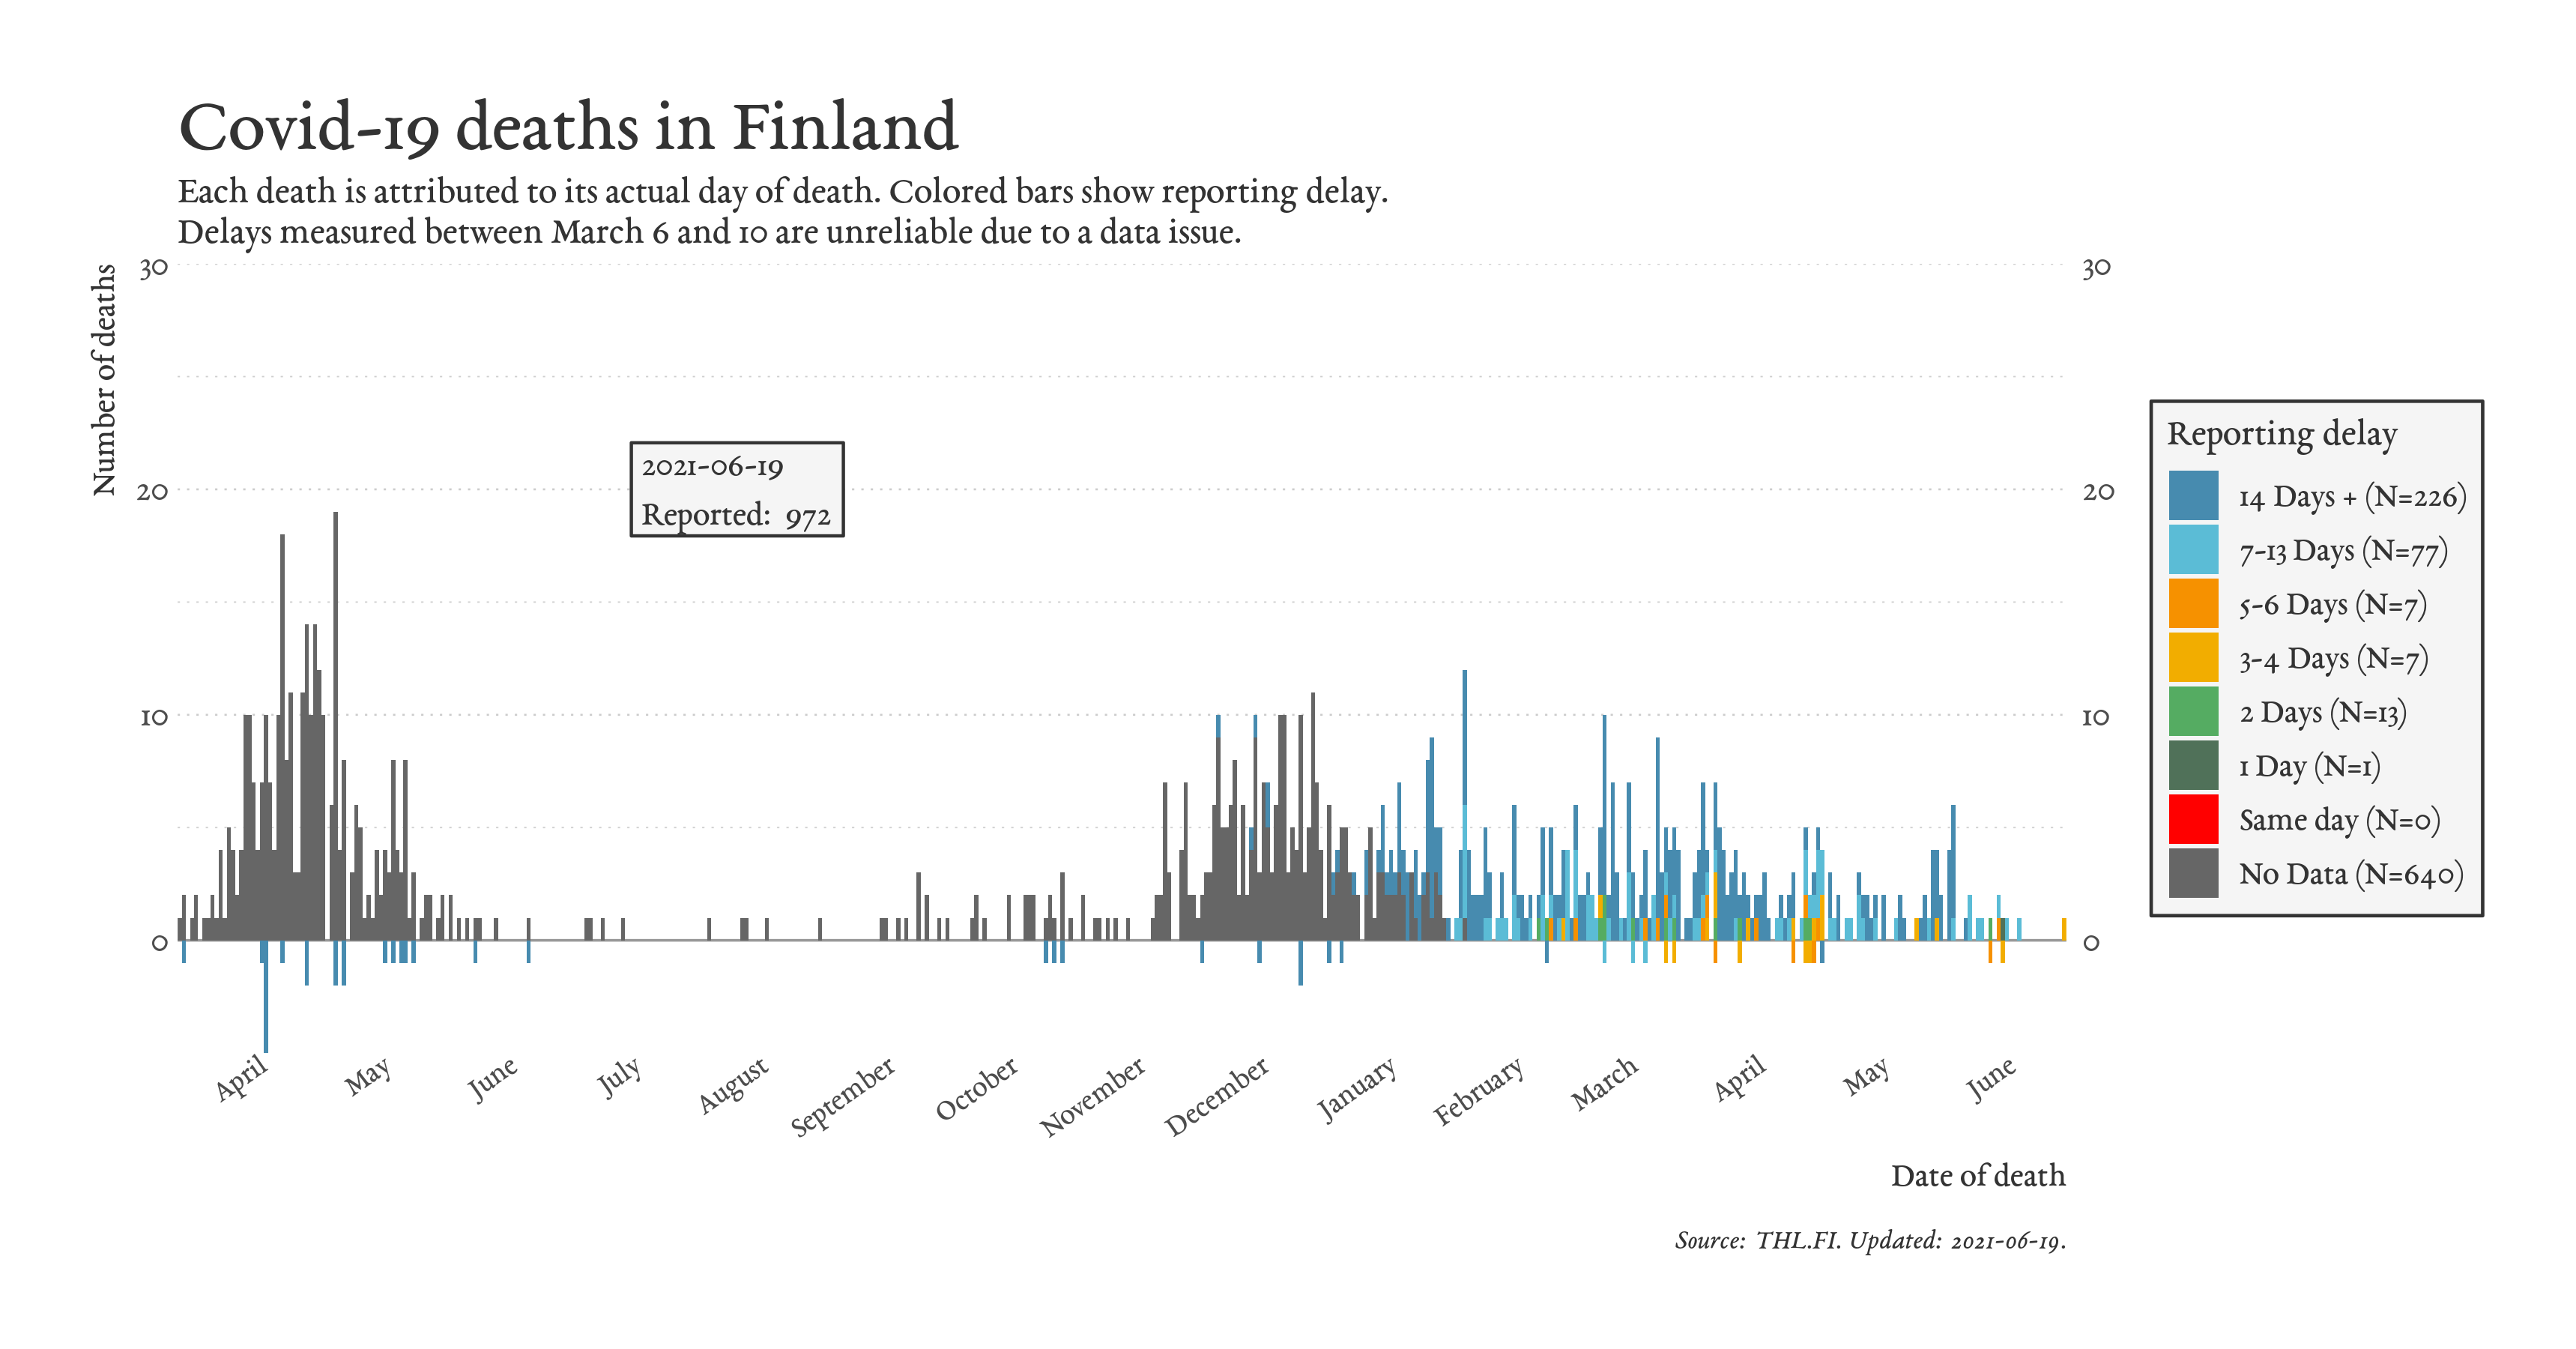 Covid-19 deaths in Finland
Each death is attributed to its actual day of death. Colored bars show reporting delay.
Delays measured between March 6 and 10 are unreliable due to a data issue.
Number of deaths
30
20
10
0
2021-06-19
Reported: 972
30
20
10
0
Reporting delay
14 Days + (N=226)
7-13 Days (N=77)
5-6 Days (N=7)
3-4 Days (N=7)
2 Days (N=13)
1 Day (N=1)
Same day (N=0)
No Data (N=640)
April
May
June
July
August
September
October
November
December
January
February
March
April
May
June
Date of death
Source: THL.FI. Updated: 2021-06-19.